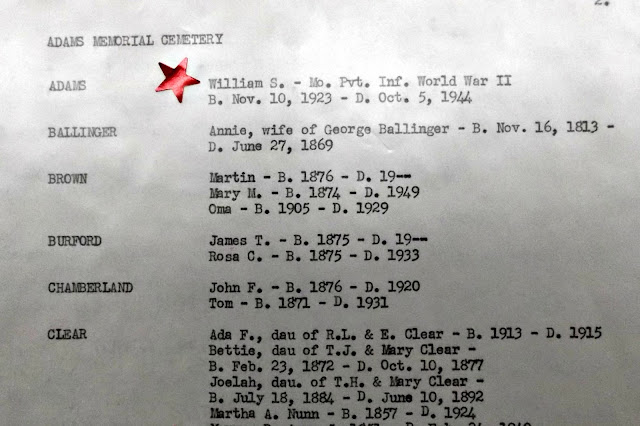 2.
ADAMS MEMORIAL CEMETERY
ADAMS William S. - Mo. Pvt. Inf. World War II
B. Nov. 10, 1923 - D. Oct. 5, 1944
BALLINGER Annie, wife of George Ballinger - B. Nov. 16, 1813 -
D. June 27, 1869
BROWN Martin - B. 1876 - D. 19--
Mary M. - B. 1874 - D. 1949
Oma - B. 1905 - D. 1929
BURFORD James T. - B. 1875 - D. 19--
Rosa C. - B. 1875 - D. 1933
CHAMBERLAND John F. - B. 1876 - D. 1920
Tom - B. 1871 - D. 1931
CLEAR Ada F., dau of R.L. & E. Clear - B. 1913 - D. 1915
Bettie, dau of T.J. & Mary Clear -
B. Feb. 23, 1872 - D. Oct. 10, 1877
Joelah, dau. of T.H. & Mary Clear -
B. July 18, 1884 - D. June 10, 1892
Martha A. Nunn - B. 1857 - D. 1924